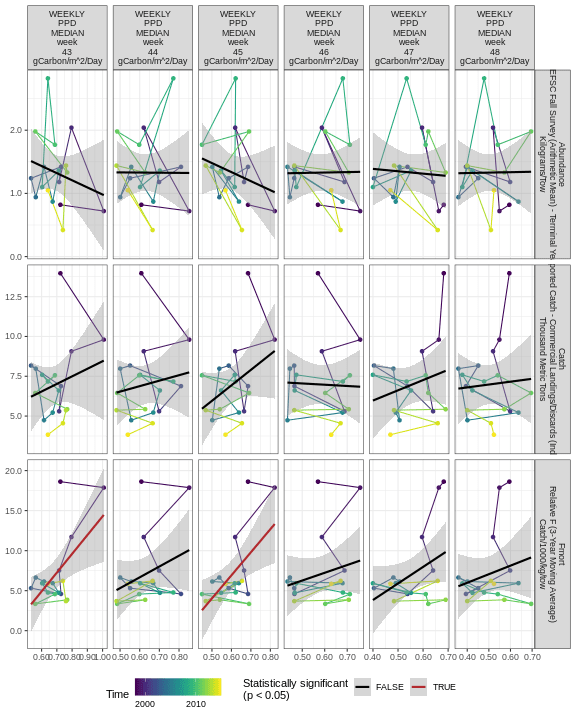 WEEKLY WEEKLY WEEKLY WEEKLY WEEKLY WEEKLY
PPD PPD PPD PPD PPD PPD
MEDIAN MEDIAN MEDIAN MEDIAN MEDIAN MEDIAN
week week week week week week
43 44 45 46 47 48
gCarbon/m^2/Day gCarbon/m^2/Day gCarbon/m^2/Day gCarbon/m^2/Day gCarbon/m^2/Day gCarbon/m^2/Day
2.0
1.0
0.0
Abundance
EFSC Fall Survey (Arithmetic Mean) - Terminal Ye
Kilograms/Tow
12.5
10.0
7.5
5.0
Catch
ported Catch - Commercial Landings/Discards (Ind
Thousand Metric Tons
20.0
15.0
10.0
5.0
0.0
Fmort
Relative F (3-Year Moving Average)
Catch/1000/kg/tow
0.60 0.70 0.80 0.90 1.00 0.50 0.60 0.70 0.80 0.50 0.60 0.70 0.80 0.50 0.60 0.70 0.40 0.50 0.60 0.70 0.40 0.50 0.60 0.70
Time
2000 2010
Statistically significant
(p < 0.05)
FALSE TRUE